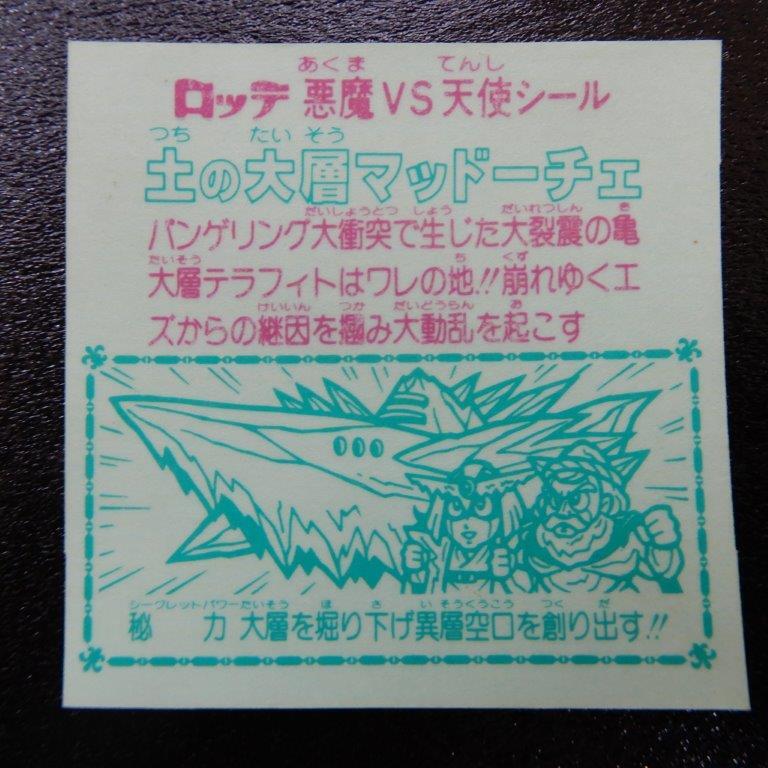 あくま てんし
ロッテ 悪魔VS天使シール
つち たいそう
土の大層マッドーチェ
だいしょうとつ しょう だいれつしん き
パンゲリング大衝突で生じた大裂震の亀
たいそう ち くず
大層テラフィトはワレの地!!崩れゆくエ
けいいん つか だいどうらん お
ズからの継因を掴み大動乱を起こす
シークレットパワー たいそう ほ さ いそうくうこう つく だ
秘力 大層を掘り下げ異層空口を創り出す!!